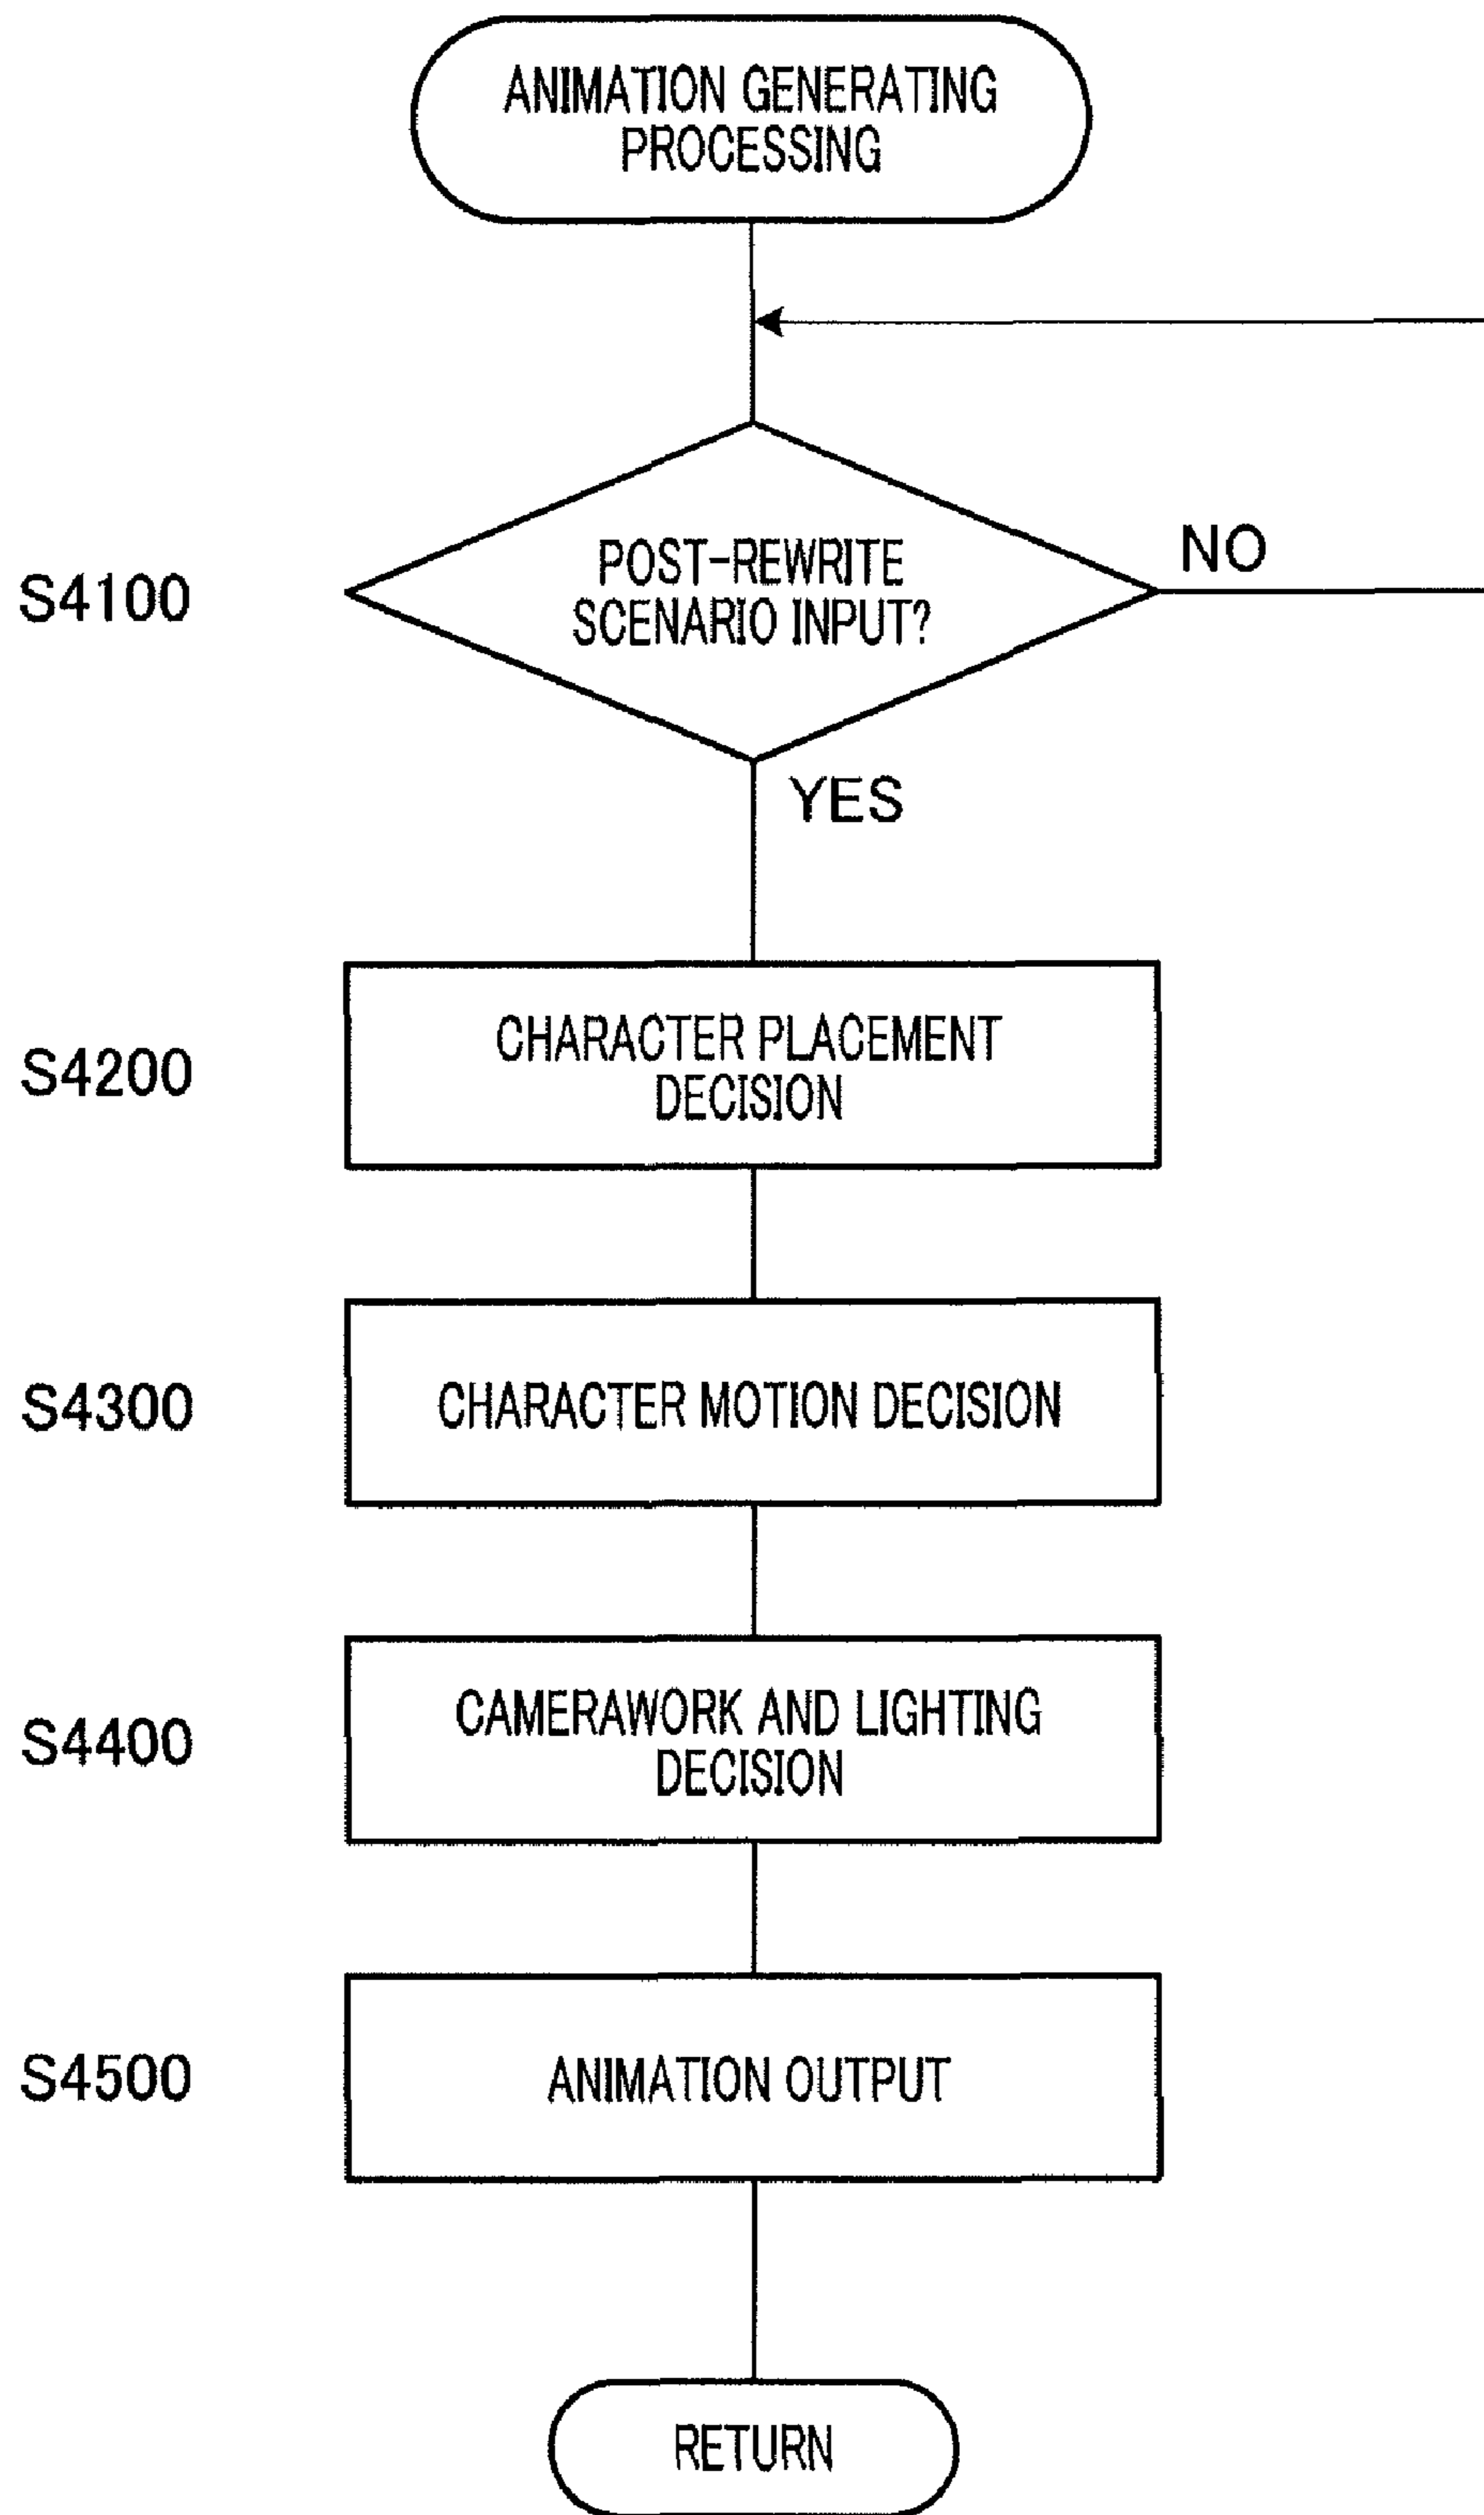 ANIMATION GENERATING
PROCESSING
S4100
POST-REWRITE
SCENARIO INPUT?
NO
YES
S4200
CHARACTER PLACEMENT
DECISION
S4300
CHARACTER MOTION DECISION
S4400
CAMERAWORK AND LIGHTING
DECISION
S4500
ANIMATION OUTPUT
RETURN